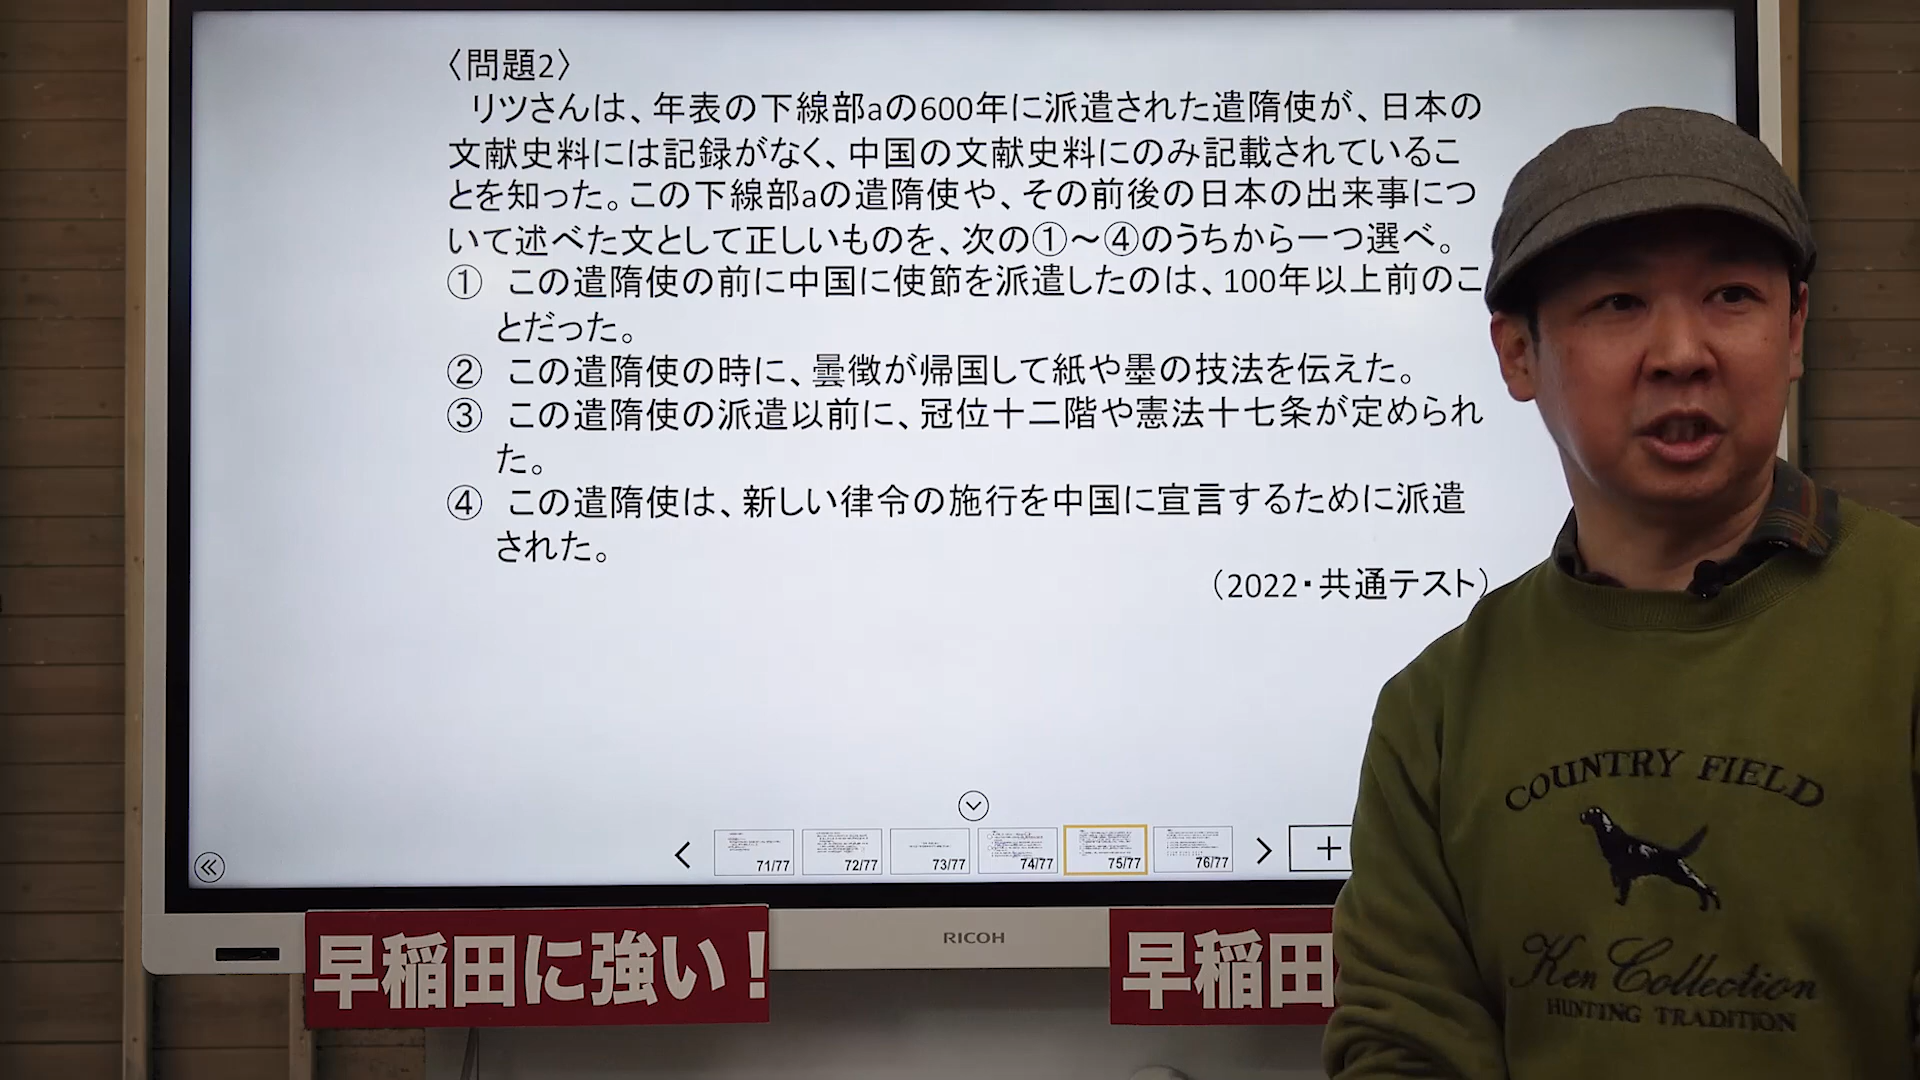 〈問題2〉
リツさんは、年表の下線部aの600年に派遣された遣隋使が、日本の
文献史料には記録がなく、中国の文献史料にのみ記載されているこ
とを知った。この下線部aの遣隋使や、その前後の日本の出来事につ
いて述べた文として正しいものを、次の①～④のうちから一つ選べ。
① この遣隋使の前に中国に使節を派遣したのは、100年以上前のこ
とだった。
② この遣隋使の時に、曇徴が帰国して紙や墨の技法を伝えた。
③ この遣隋使の派遣以前に、冠位十二階や憲法十七条が定められ
た。
④ この遣隋使は、新しい律令の施行を中国に宣言するために派遣
された。
（2022・共通テスト）
71/77 72/77 73/77 74/77 75/77 76/77
RICOH
早稲田に強い！
早稲田
COUNTRY FIELD
Ken Collection
HUNTING TRADITION